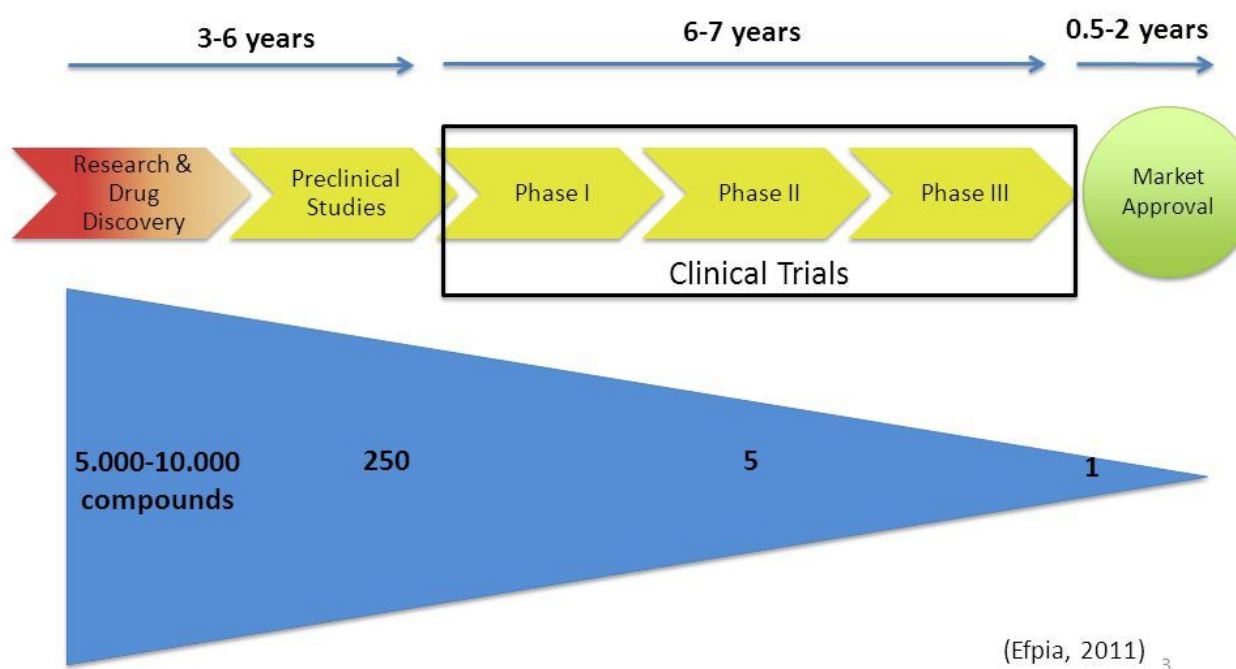 3-6 years
6-7 years
0.5-2 years
Research &
Drug
Discovery
Preclinical
Studies
Phase I
Phase II
Phase III
Market
Approval
Clinical Trials
5.000-10.000
compounds
250
5
1
(Efpia, 2011)
3